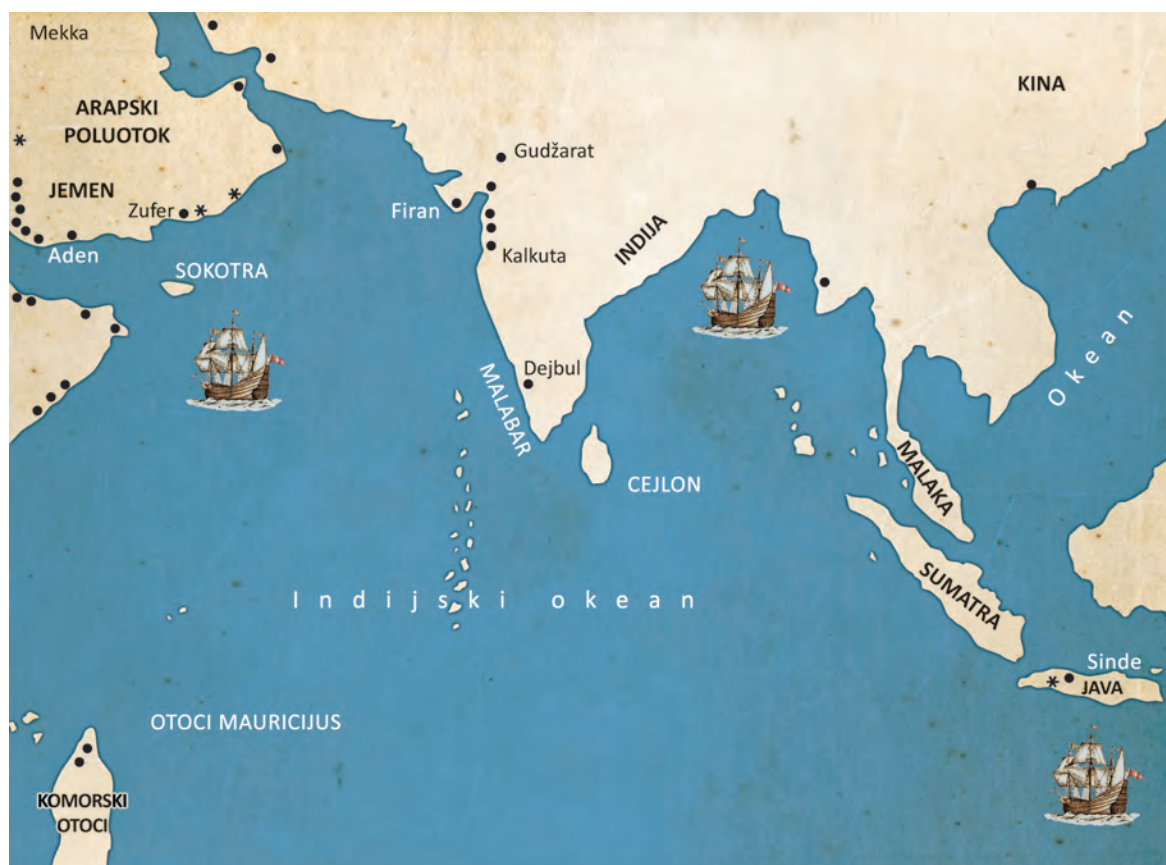 Mekka
KINA
ARAPSKI
POLUOTOK
Gudžarat
JEMEN
Zufer
Firan
Aden
Kalkuta
INDIJA
SOKOTRA
Okean
Dejbul
MALABAR
CEJLON
MALAKA
Indijski okean
SUMATRA
Sinde
JAVA
OTOCI MAURICIJUS
KOMORSKI
OTOCI